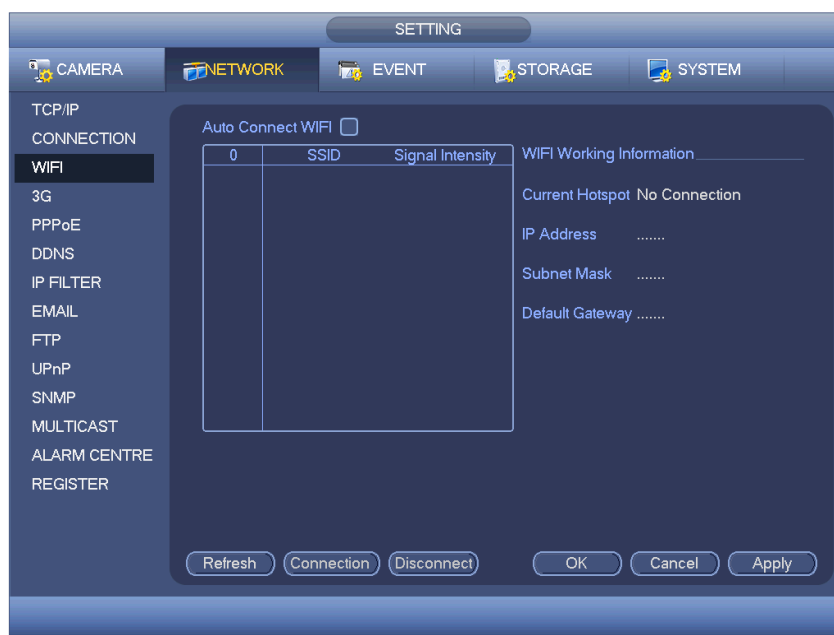 SETTING
CAMERA NETWORK EVENT STORAGE SYSTEM
TCP/IP
CONNECTION
WIFI
3G
PPPoE
DDNS
IP FILTER
EMAIL
FTP
UPnP
SNMP
MULTICAST
ALARM CENTRE
REGISTER
Auto Connect WIFI
0 SSID Signal Intensity
WIFI Working Information
Current Hotspot No Connection
IP Address .......
Subnet Mask .......
Default Gateway .......
Refresh Connection Disconnect OK Cancel Apply